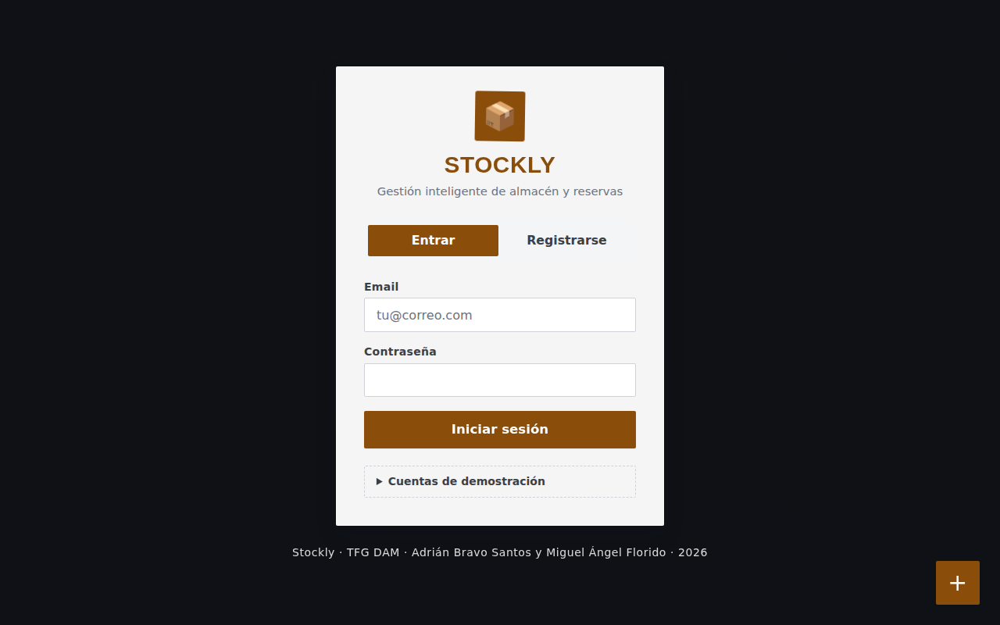 STOCKLY
Gestión inteligente de almacén y reservas
Entrar Registrarse
Email
tu@correo.com
Contraseña
Iniciar sesión
▶ Cuentas de demostración
Stockly · TFG DAM · Adrián Bravo Santos y Miguel Ángel Florido · 2026
+